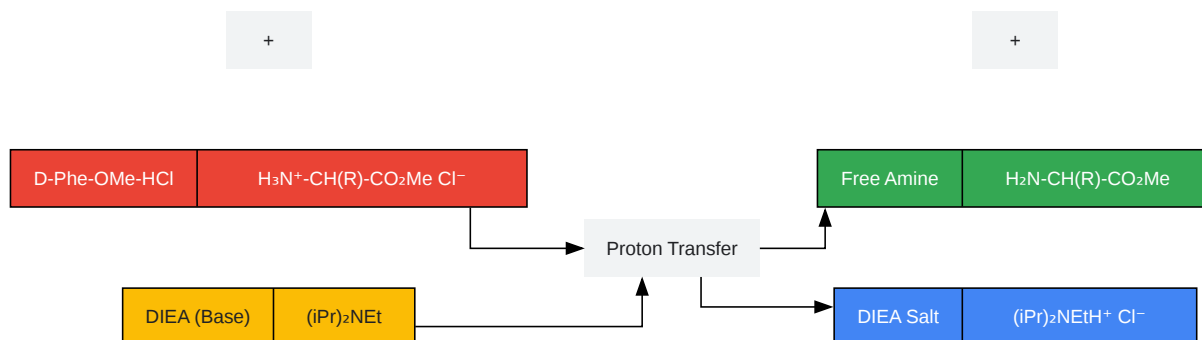 +
+
D-Phe-OMe-HCl
H₃N⁺-CH(R)-CO₂Me Cl⁻
Free Amine
H₂N-CH(R)-CO₂Me
Proton Transfer
DIEA (Base)
(iPr)₂NEt
DIEA Salt
(iPr)₂NEtH⁺ Cl⁻